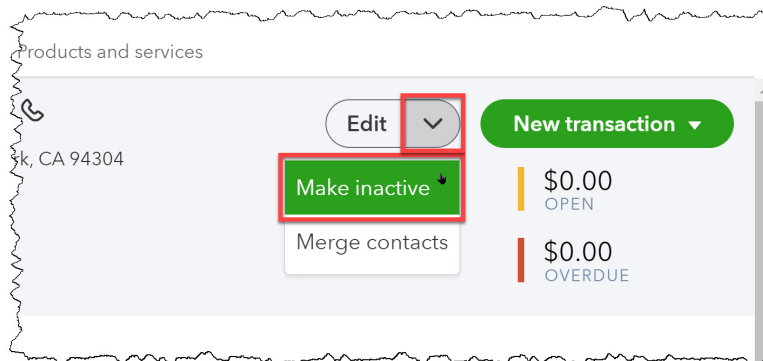 Products and services
Edit
New transaction
CA 94304
Make inactive
$0.00
OPEN
Merge contacts
$0.00
OVERDUE